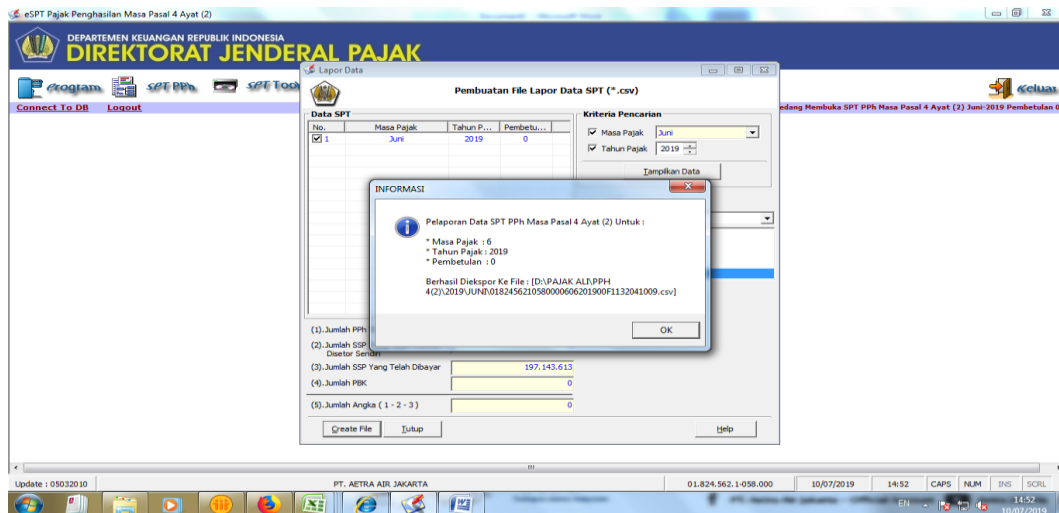 eSPT Pajak Penghasilan Masa Pasal 4 Ayat (2)
DEPARTEMEN KEUANGAN REPUBLIK INDONESIA
DIREKTORAT JENDERAL PAJAK
Program
SPT PPh
SPT Tool
Keluar
Connect To DB Logout
edang Membuka SPT PPh Masa Pasal 4 Ayat (2) Juni-2019 Pembetulan 0
Lapor Data
Pembuatan File Lapor Data SPT (*.csv)
Data SPT
No. Masa Pajak Tahun P... Pembetu...
1 Juni 2019 0
Kriteria Pencarian
Masa Pajak Juni
Tahun Pajak 2019
Tampilkan Data
INFORMASI
Pelaporan Data SPT PPh Masa Pasal 4 Ayat (2) Untuk :
* Masa Pajak : 6
* Tahun Pajak : 2019
* Pembetulan : 0
Berhasil Diekspor Ke File : [D:\PAJAK ALI\PPH
4(2)\2019\JUNI\0182456210580000606201900F1132041009.csv]
OK
(1).Jumlah PPh
(2).Jumlah SSP
Disetor Sendiri
(3).Jumlah SSP Yang Telah Dibayar 197.143.613
(4).Jumlah PBK 0
(5).Jumlah Angka ( 1 - 2 - 3 ) 0
Create File Tutup Help
Update : 05032010 PT. AETRA AIR JAKARTA 01.824.562.1-058.000 10/07/2019 14:52 CAPS NUM INS SCRL
EN 14:52
10/07/2019